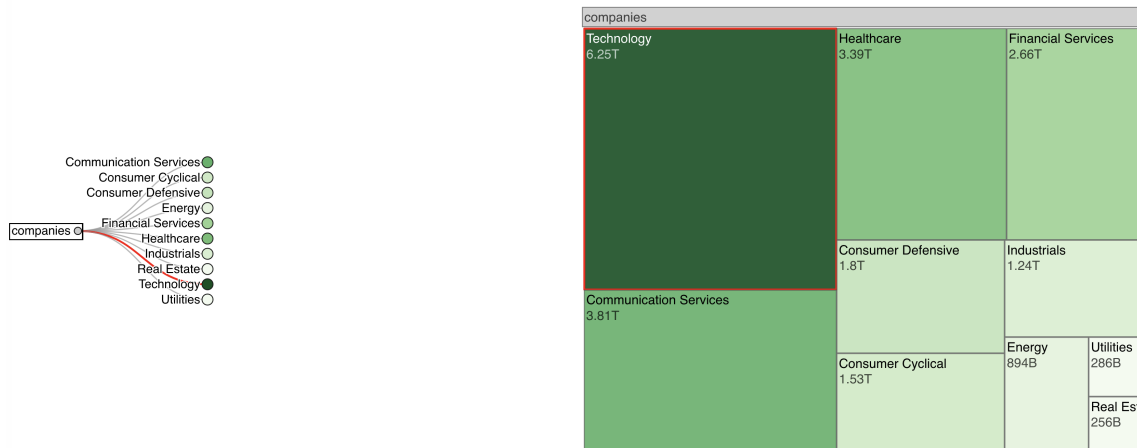 Communication Services
Consumer Cyclical
Consumer Defensive
Energy
companies
Financial Services
Healthcare
Industrials
Real Estate
Technology
Utilities
companies
Technology
6.25T
Healthcare
3.39T
Financial Services
2.66T
Communication Services
3.81T
Consumer Defensive
1.8T
Industrials
1.24T
Consumer Cyclical
1.53T
Energy
894B
Utilities
286B
Real Est
256B